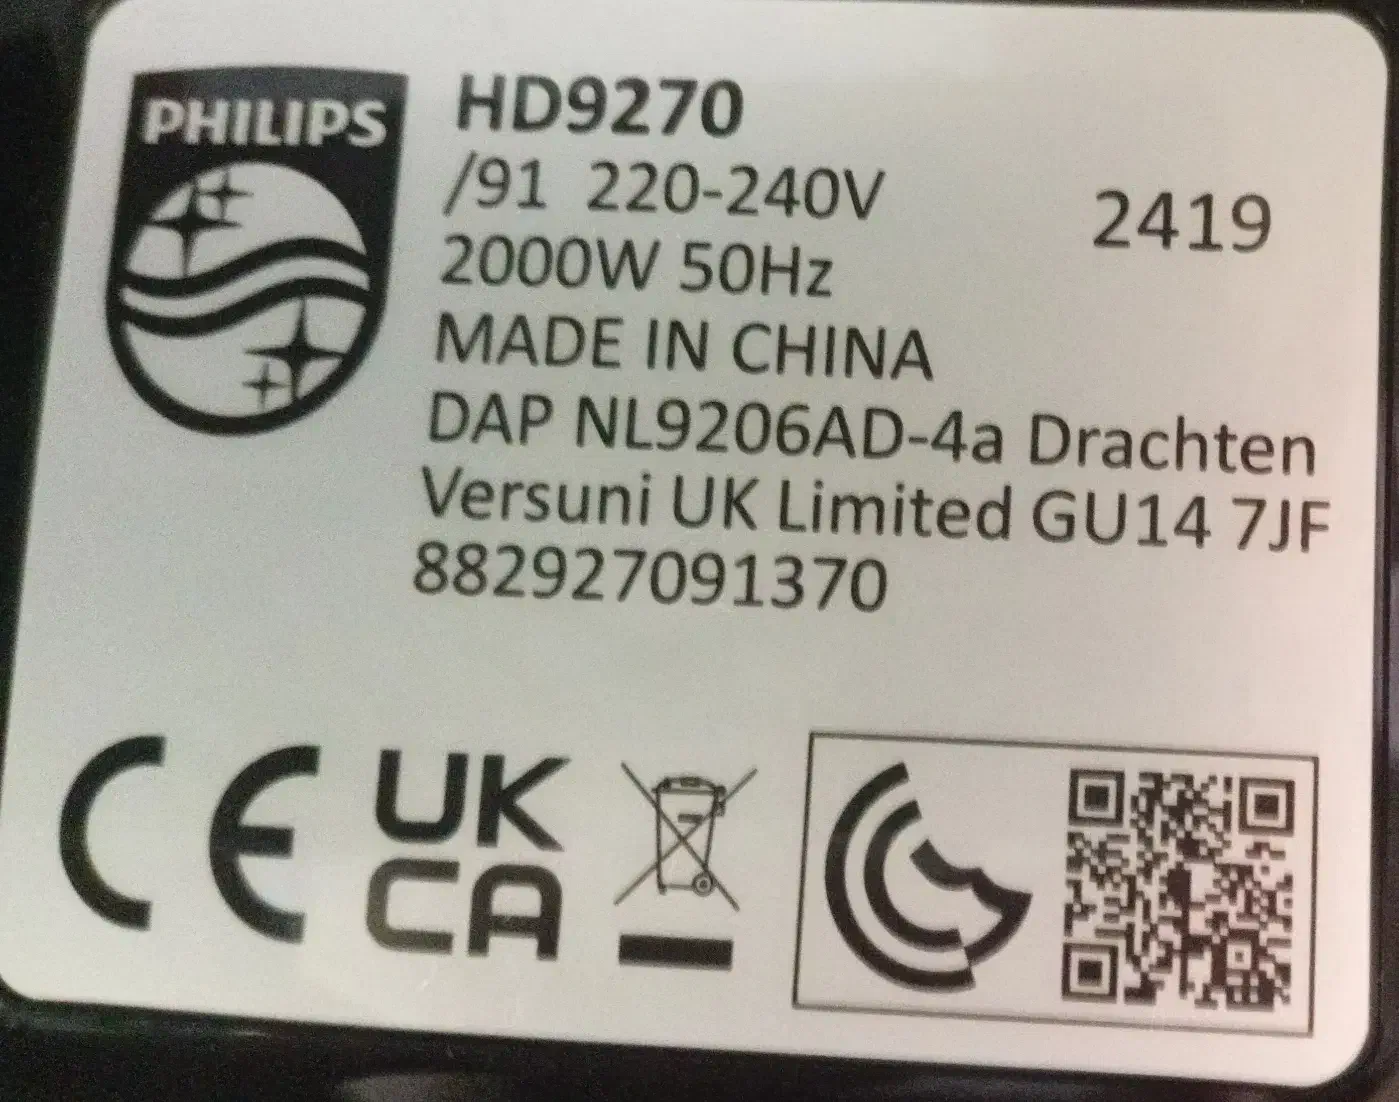 PHILIPS
HD9270
/91 220-240V
2419
2000W 50Hz
MADE IN CHINA
DAP NL9206AD-4a Drachten
Versuni UK Limited GU14 7JF
882927091370
CE
UK
CA